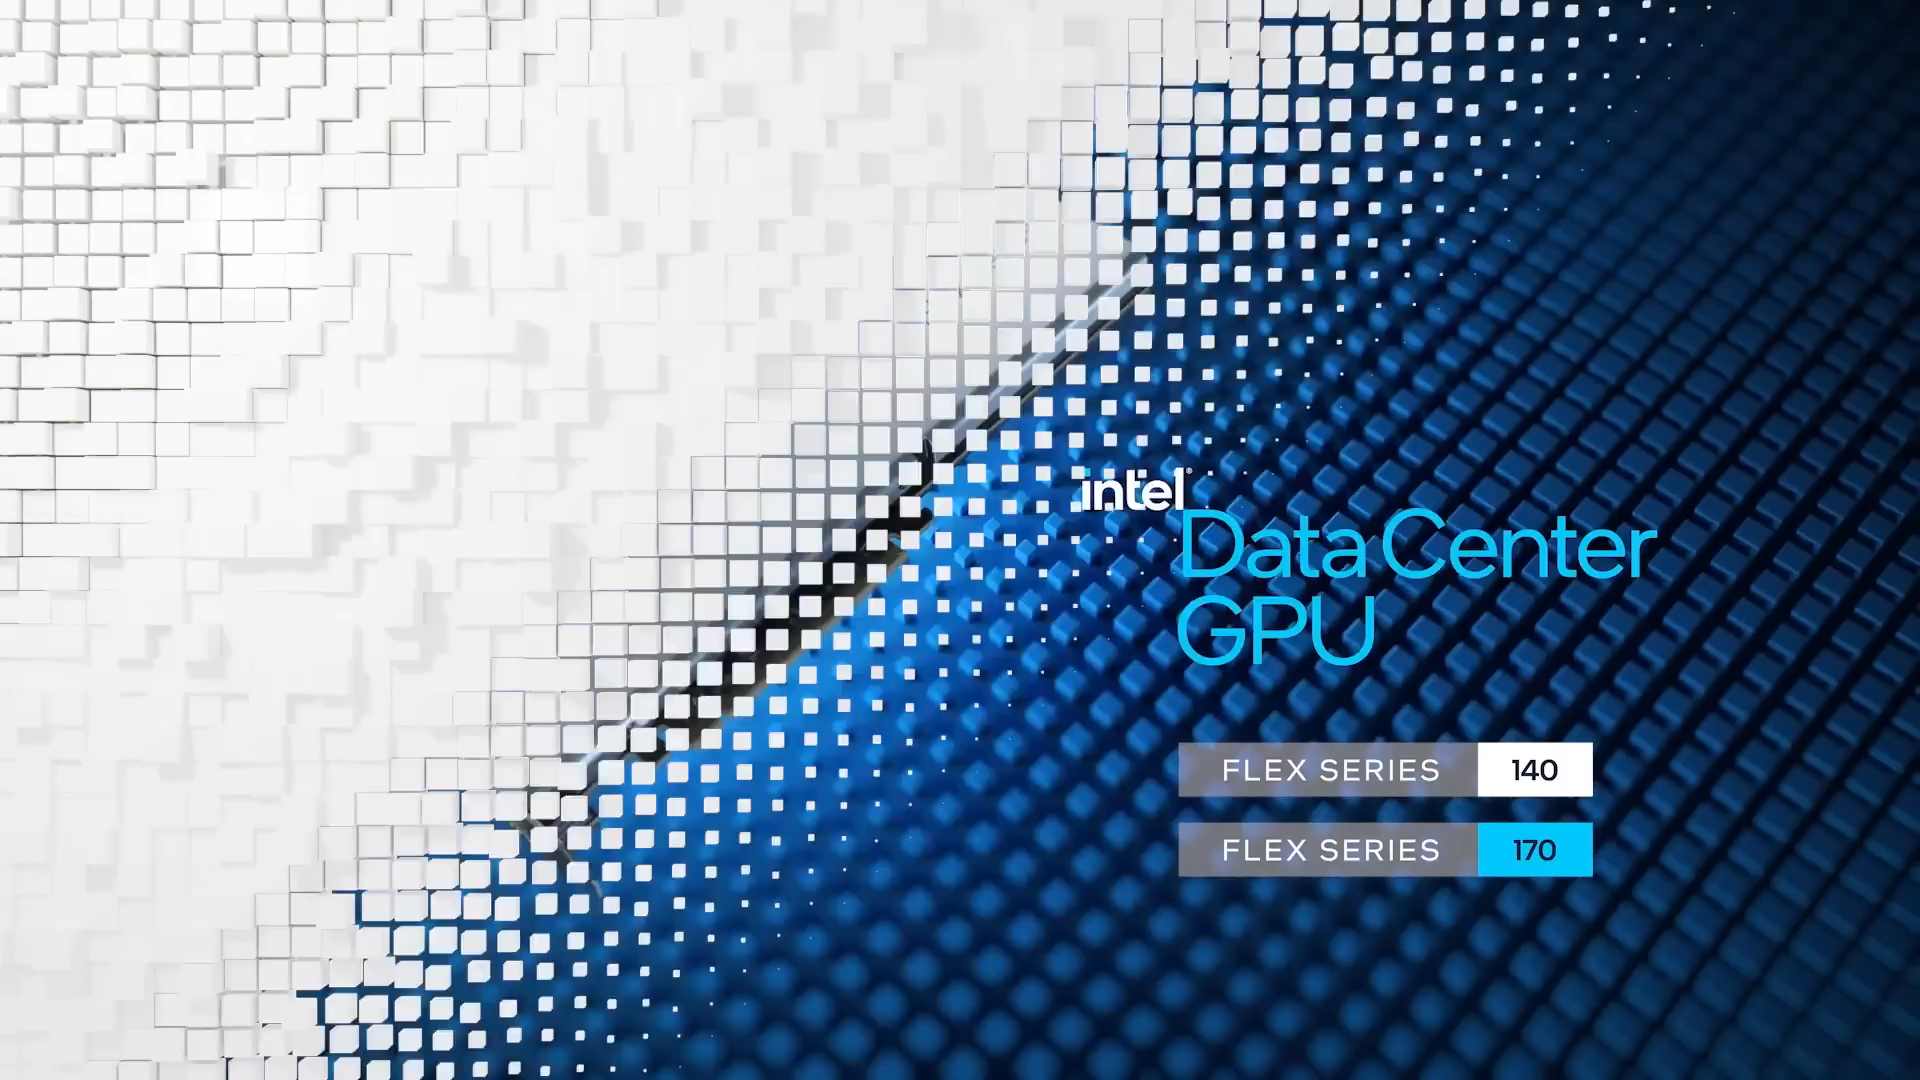 intel®
Data Center
GPU
FLEX SERIES 140
FLEX SERIES 170